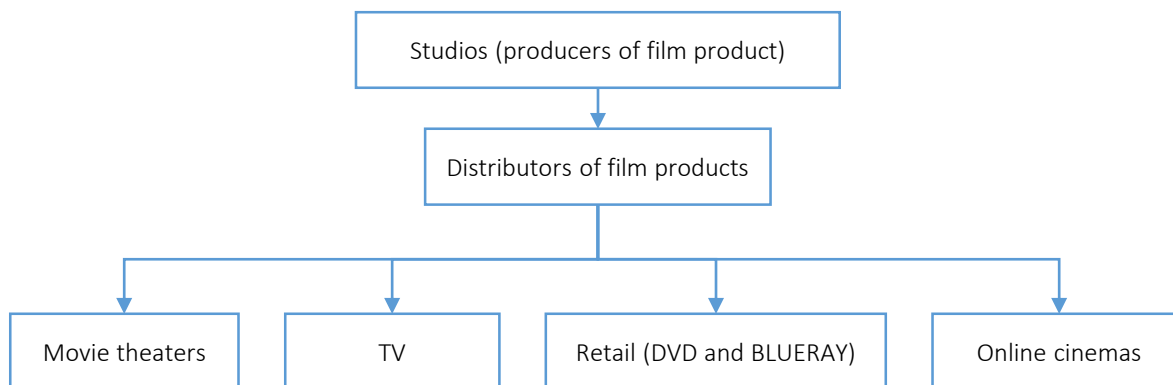 Studios (producers of film product)
Distributors of film products
Movie theaters
TV
Retail (DVD and BLUERAY)
Online cinemas